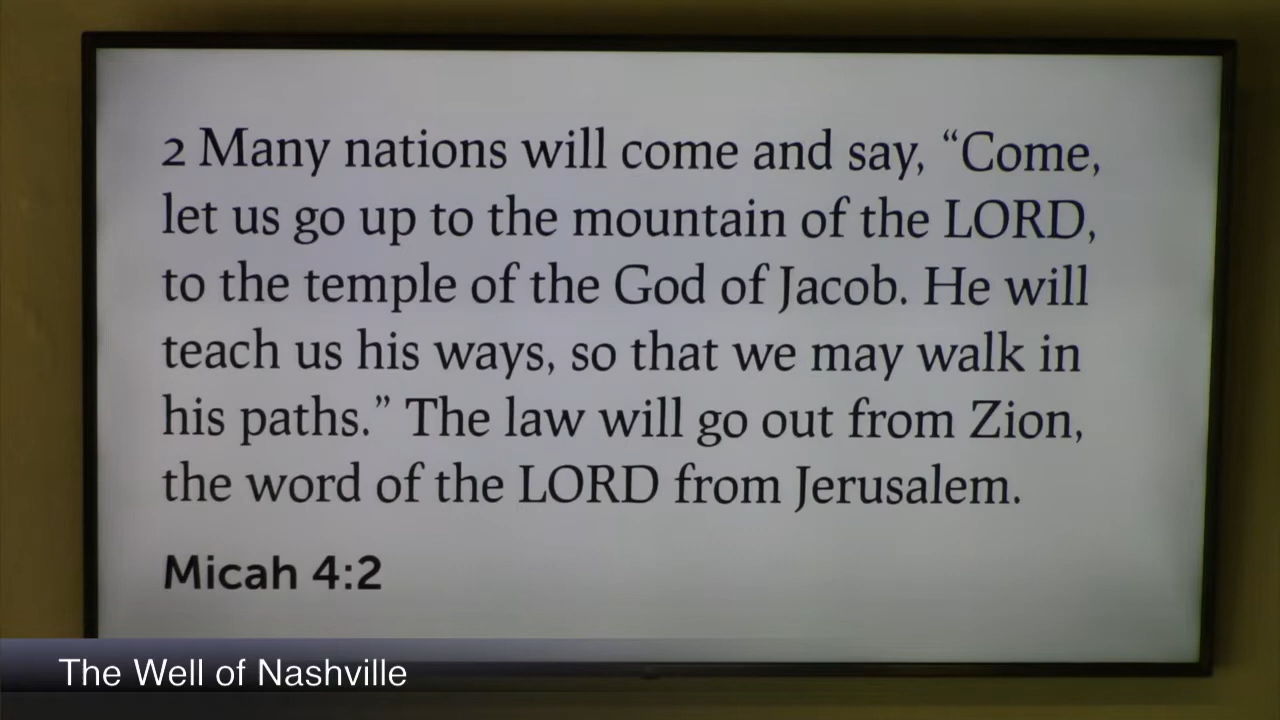 2 Many nations will come and say, “Come,
let us go up to the mountain of the LORD,
to the temple of the God of Jacob. He will
teach us his ways, so that we may walk in
his paths.” The law will go out from Zion,
the word of the LORD from Jerusalem.
Micah 4:2
The Well of Nashville